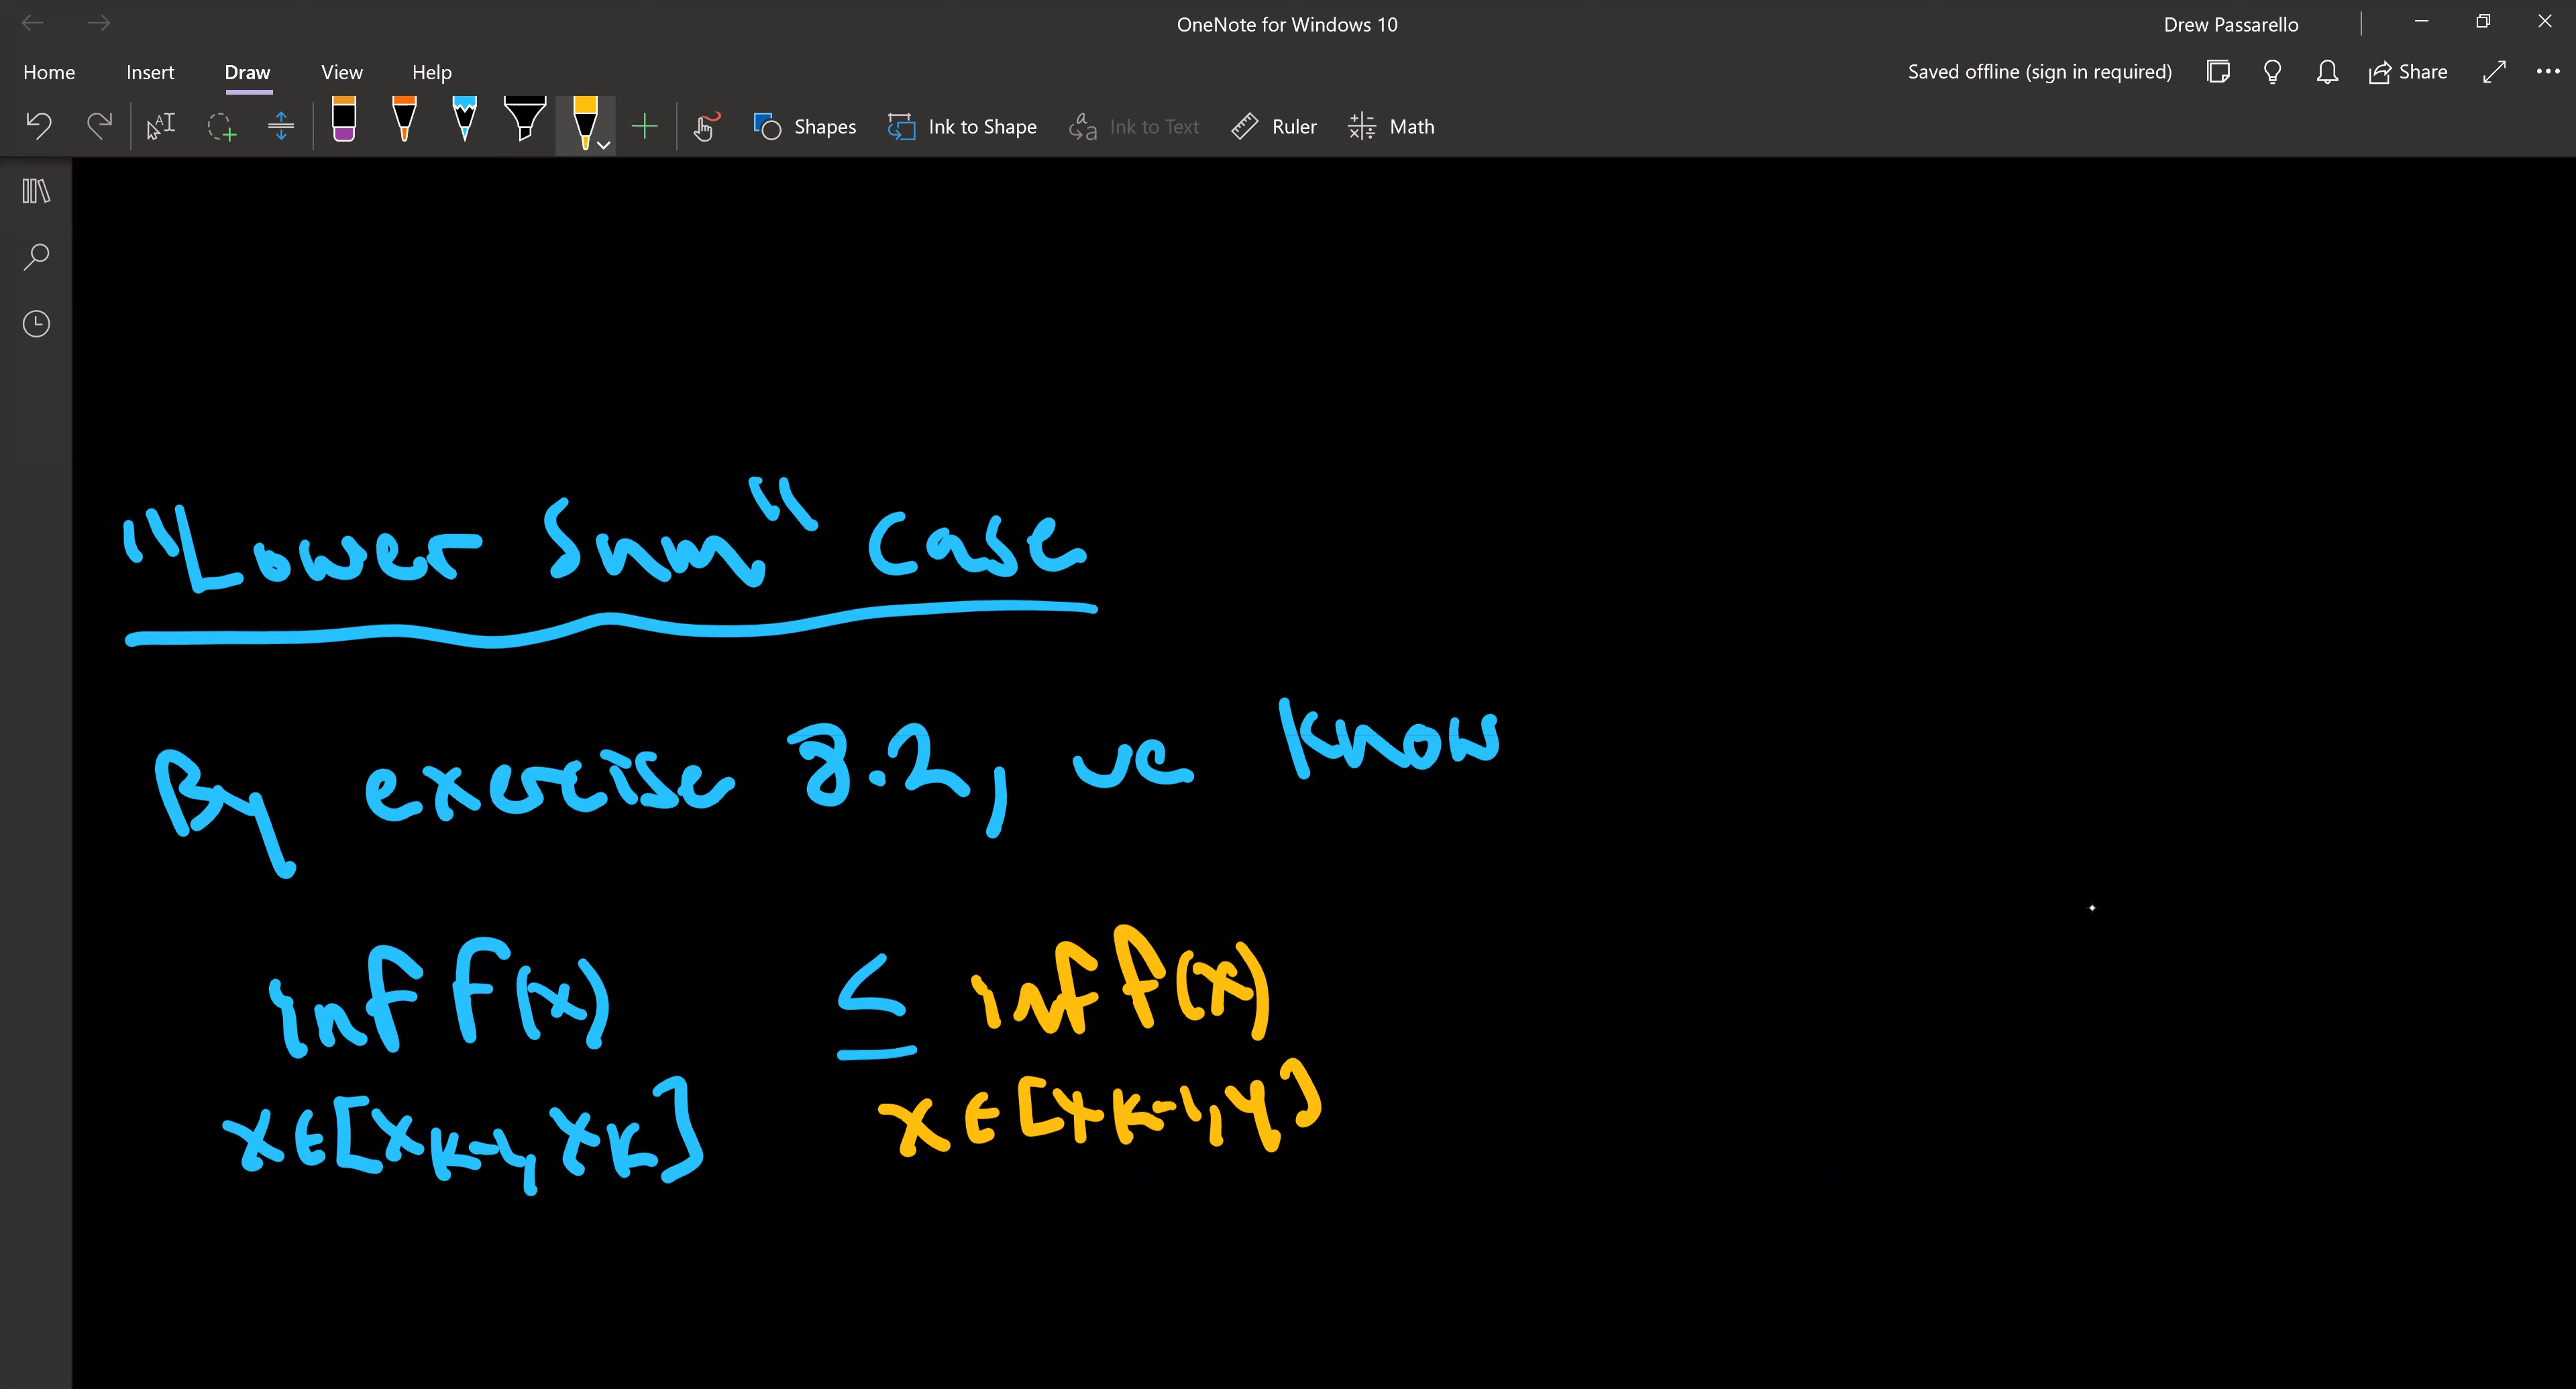 OneNote for Windows 10
Drew Passarello
Home Insert Draw View Help
Saved offline (sign in required) Share
Shapes Ink to Shape Ink to Text Ruler Math
"Lower Sum" Case
By exercise 8.2, we know
inf f(x) ≤ inf f(x)
x∈[xₖ₋₁, xₖ] x∈[xₖ₋₁, y]